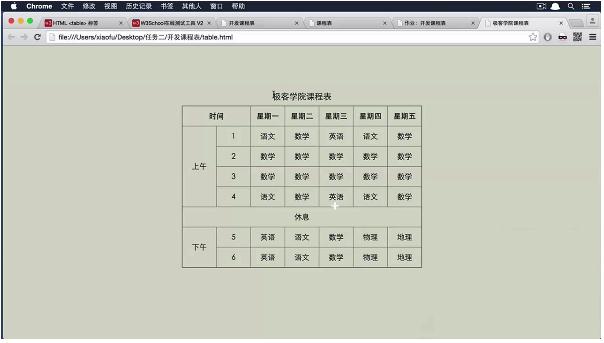 Chrome 文件 修改 视图 历史记录 书签 其他人 窗口 帮助
HTML <table> 标签 W3School在线测试工具 V2 开发课程表 课程表 作业：开发课程表 极客学院课程表
file:///Users/xiaofu/Desktop/任务二/开发课程表/table.html
极客学院课程表
时间 星期一 星期二 星期三 星期四 星期五
上午 1 语文 数学 英语 语文 数学
2 数学 数学 数学 数学 数学
3 数学 数学 数学 数学 数学
4 语文 数学 英语 语文 数学
休息
下午 5 英语 语文 数学 物理 地理
6 英语 语文 数学 物理 地理